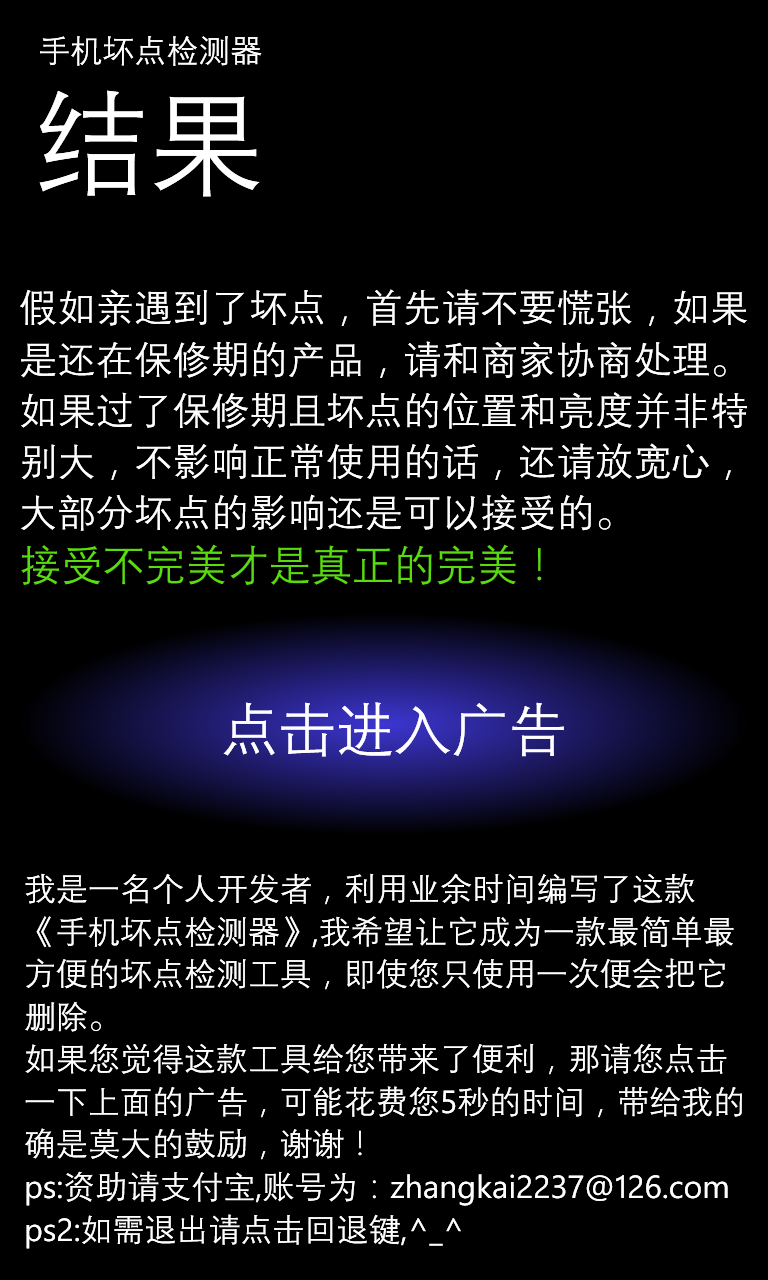 手机坏点检测器
结果
假如亲遇到了坏点，首先请不要慌张，如果
是还在保修期的产品，请和商家协商处理。
如果过了保修期且坏点的位置和亮度并非特
别大，不影响正常使用的话，还请放宽心，
大部分坏点的影响还是可以接受的。
接受不完美才是真正的完美！
点击进入广告
我是一名个人开发者，利用业余时间编写了这款
《手机坏点检测器》,我希望让它成为一款最简单最
方便的坏点检测工具，即使您只使用一次便会把它
删除。
如果您觉得这款工具给您带来了便利，那请您点击
一下上面的广告，可能花费您5秒的时间，带给我的
确是莫大的鼓励，谢谢！
ps:资助请支付宝,账号为：zhangkai2237@126.com
ps2:如需退出请点击回退键,^_^